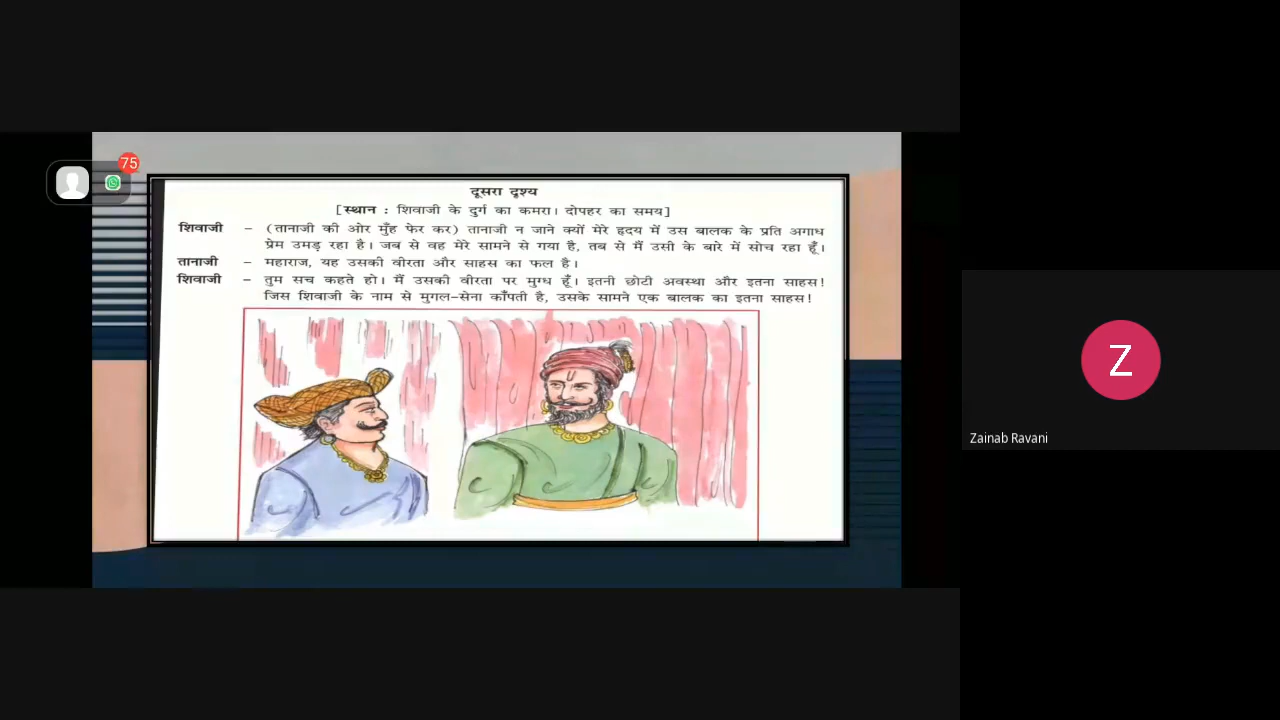 75
दूसरा दृश्य
[स्थान : शिवाजी के दुर्ग का कमरा। दोपहर का समय]
शिवाजी – (तानाजी की ओर मुँह फेर कर) तानाजी न जाने क्यों मेरे हृदय में उस बालक के प्रति अगाध
प्रेम उमड़ रहा है। जब से वह मेरे सामने से गया है, तब से मैं उसी के बारे में सोच रहा हूँ।
तानाजी – महाराज, यह उसकी वीरता और साहस का फल है।
शिवाजी – तुम सच कहते हो। मैं उसकी वीरता पर मुग्ध हूँ। इतनी छोटी अवस्था और इतना साहस!
जिस शिवाजी के नाम से मुगल-सेना काँपती है, उसके सामने एक बालक का इतना साहस!
Z
Zainab Ravani